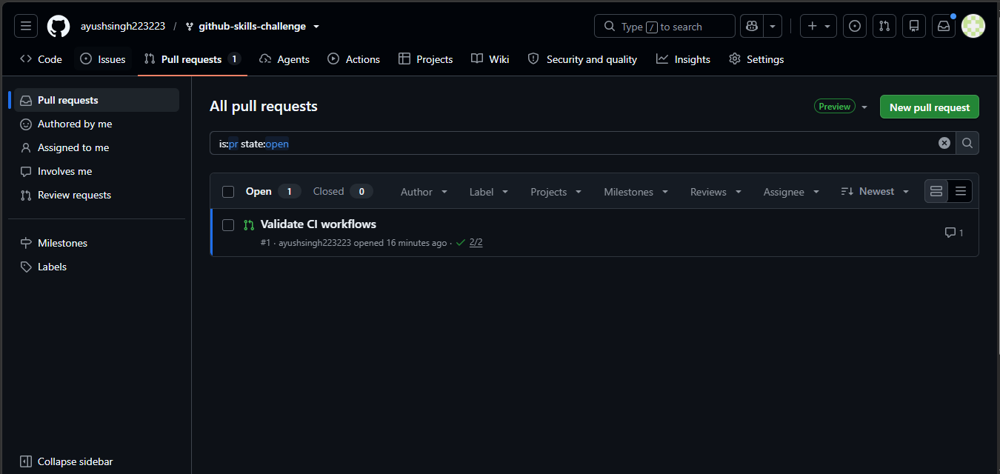 ayushsingh223223 / github-skills-challenge Type / to search
Code Issues Pull requests 1 Agents Actions Projects Wiki Security and quality Insights Settings
Pull requests
Authored by me
Assigned to me
Involves me
Review requests
Milestones
Labels
Collapse sidebar
All pull requests Preview New pull request
is:pr state:open
Open 1 Closed 0 Author Label Projects Milestones Reviews Assignee Newest
Validate CI workflows
#1 · ayushsingh223223 opened 16 minutes ago · 2/2 1